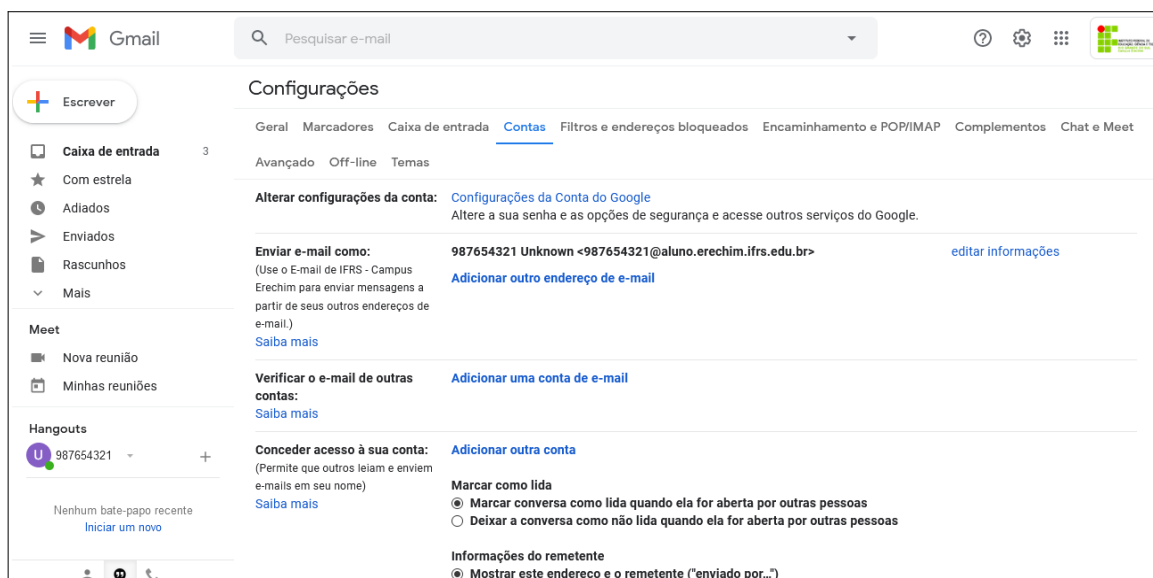 Gmail
Pesquisar e-mail
Escrever
Caixa de entrada 3
Com estrela
Adiados
Enviados
Rascunhos
Mais
Meet
Nova reunião
Minhas reuniões
Hangouts
U 987654321
Nenhum bate-papo recente
Iniciar um novo
Configurações
Geral Marcadores Caixa de entrada Contas Filtros e endereços bloqueados Encaminhamento e POP/IMAP Complementos Chat e Meet
Avançado Off-line Temas
Alterar configurações da conta: Configurações da Conta do Google
Altere a sua senha e as opções de segurança e acesse outros serviços do Google.
Enviar e-mail como: 987654321 Unknown <987654321@aluno.erechim.ifrs.edu.br> editar informações
(Use o E-mail de IFRS - Campus
Erechim para enviar mensagens a
partir de seus outros endereços de
e-mail.)
Adicionar outro endereço de e-mail
Saiba mais
Verificar o e-mail de outras
contas:
Adicionar uma conta de e-mail
Saiba mais
Conceder acesso à sua conta: Adicionar outra conta
(Permite que outros leiam e enviem
e-mails em seu nome)
Saiba mais
Marcar como lida
Marcar conversa como lida quando ela for aberta por outras pessoas
Deixar a conversa como não lida quando ela for aberta por outras pessoas
Informações do remetente
Mostrar este endereço e o remetente ("enviado por...")